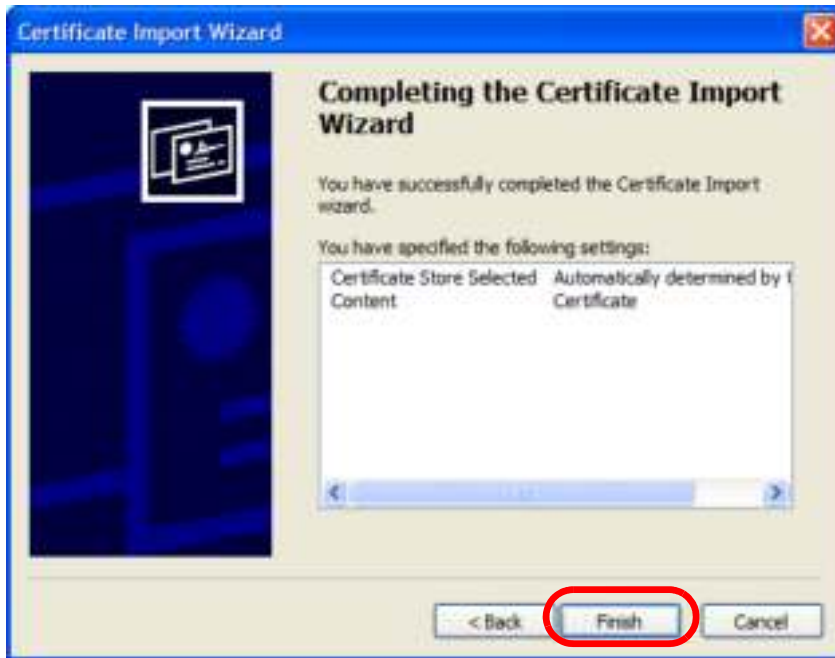 Certificate Import Wizard
Completing the Certificate Import
Wizard
You have successfully completed the Certificate Import
wizard.
You have specified the following settings:
Certificate Store Selected Automatically determined by t
Content Certificate
< Back Finish Cancel